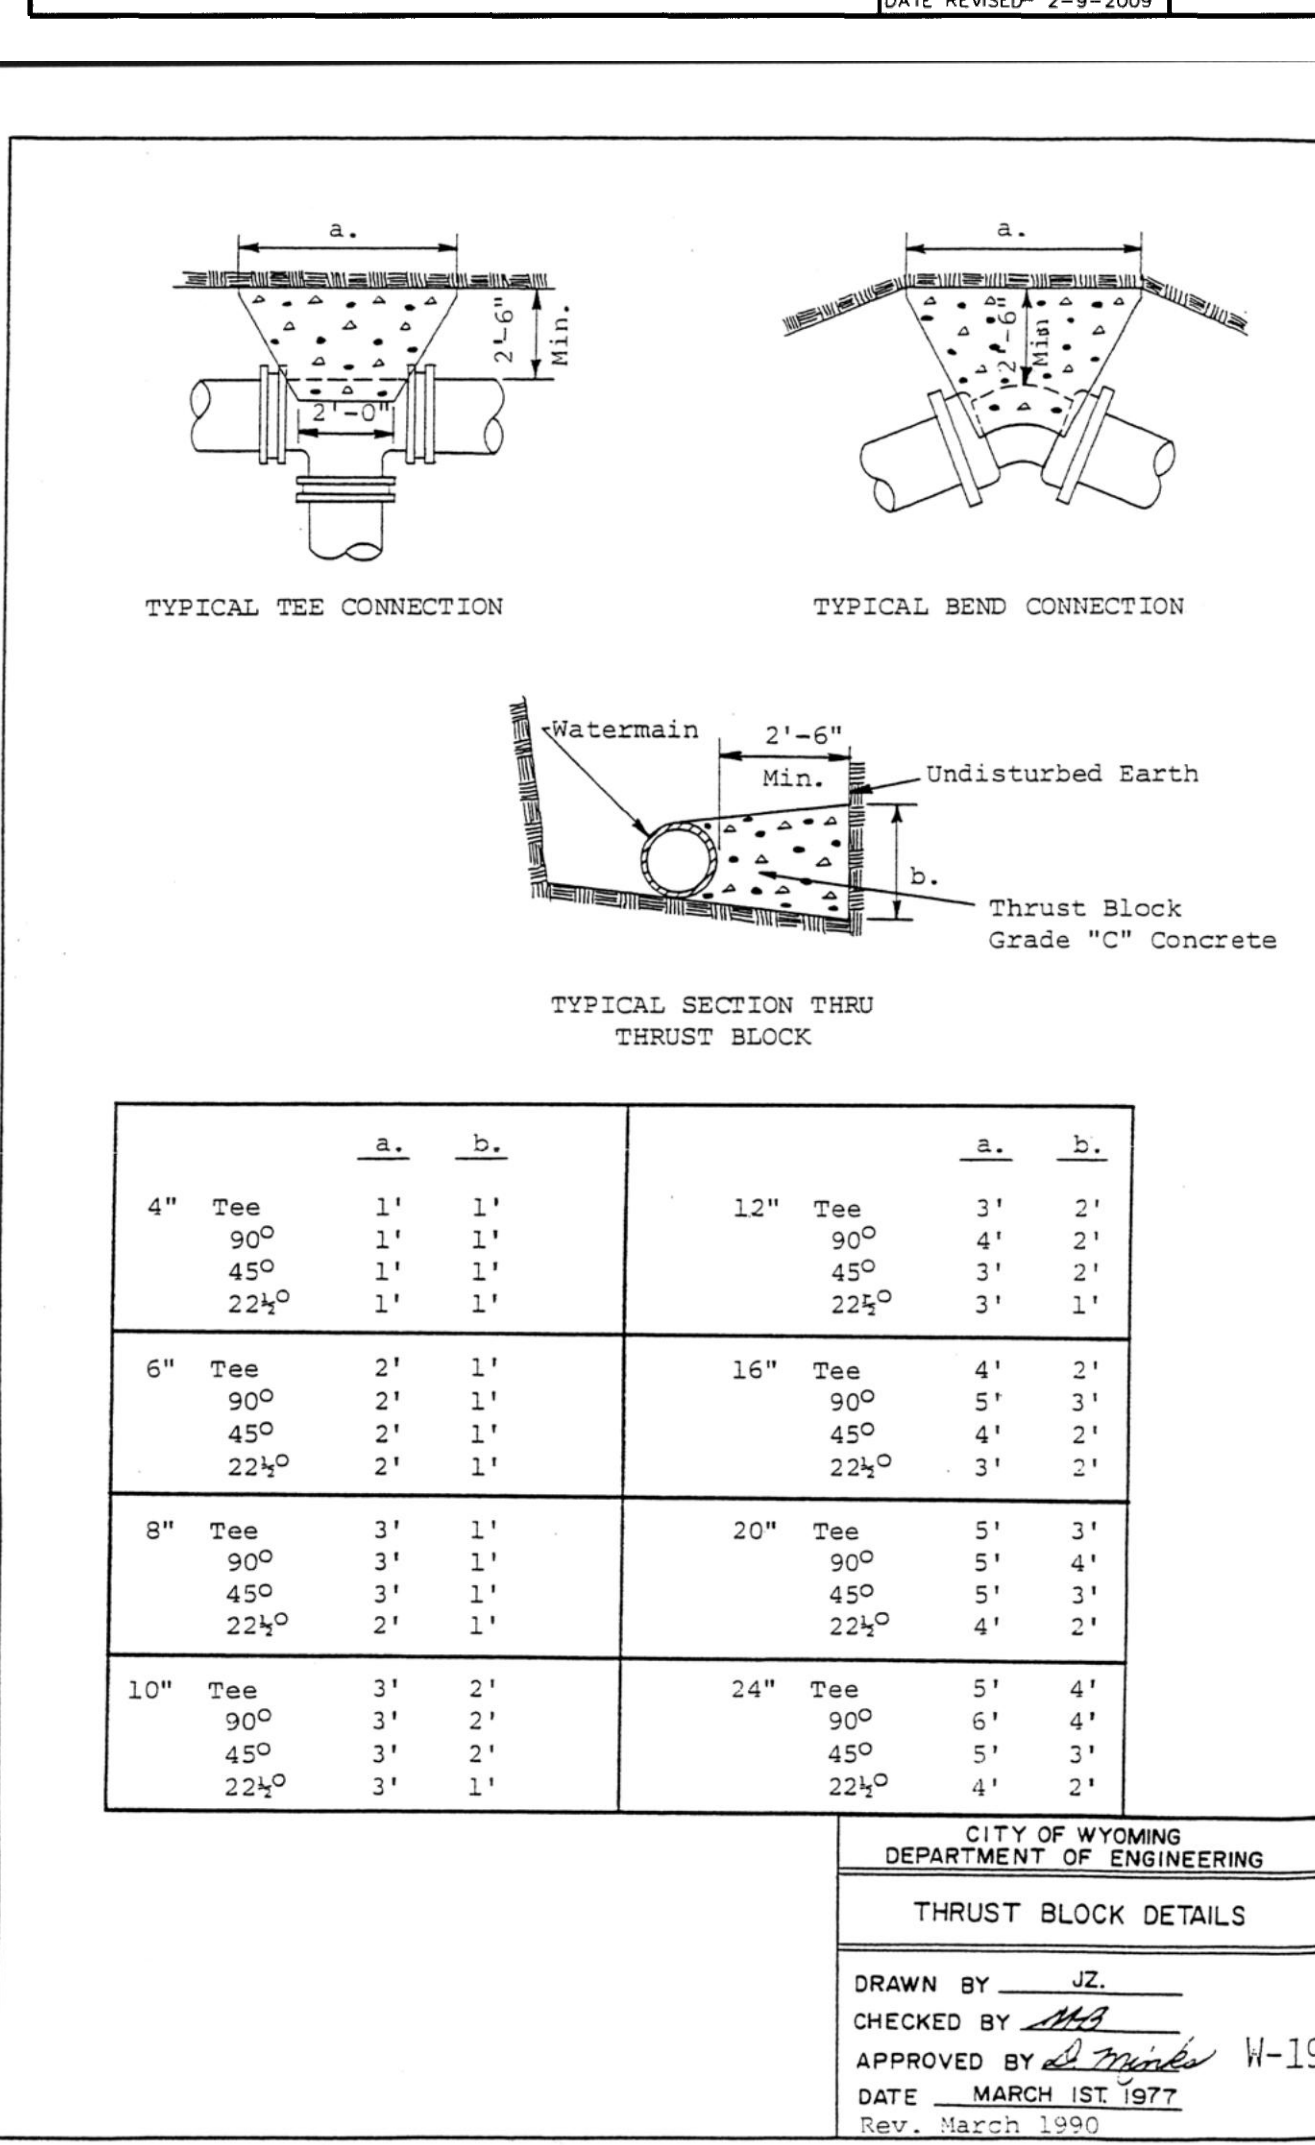 DATE REVISED- 2-9-2009
a.
2'-6"
Min.
2'-0"
TYPICAL TEE CONNECTION
a.
2'-6"
Min
TYPICAL BEND CONNECTION
Watermain
2'-6"
Min.
Undisturbed Earth
b.
Thrust Block
Grade "C" Concrete
TYPICAL SECTION THRU
THRUST BLOCK
a. b.
4" Tee 1' 1'
90° 1' 1'
45° 1' 1'
22½° 1' 1'
6" Tee 2' 1'
90° 2' 1'
45° 2' 1'
22½° 2' 1'
8" Tee 3' 1'
90° 3' 1'
45° 3' 1'
22½° 2' 1'
10" Tee 3' 2'
90° 3' 2'
45° 3' 2'
22½° 3' 1'
a. b.
12" Tee 3' 2'
90° 4' 2'
45° 3' 2'
22½° 3' 1'
16" Tee 4' 2'
90° 5' 3'
45° 4' 2'
22½° 3' 2'
20" Tee 5' 3'
90° 5' 4'
45° 5' 3'
22½° 4' 2'
24" Tee 5' 4'
90° 6' 4'
45° 5' 3'
22½° 4' 2'
CITY OF WYOMING
DEPARTMENT OF ENGINEERING
THRUST BLOCK DETAILS
DRAWN BY JZ.
CHECKED BY MB
APPROVED BY D. Minks
DATE MARCH 1ST. 1977
Rev. March 1990
W-19